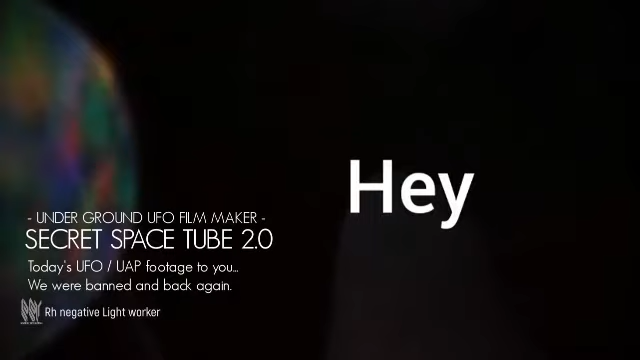 Hey
- UNDER GROUND UFO FILM MAKER -
SECRET SPACE TUBE 2.0
Today's UFO / UAP footage to you...
We were banned and back again.
Rh negative Light worker